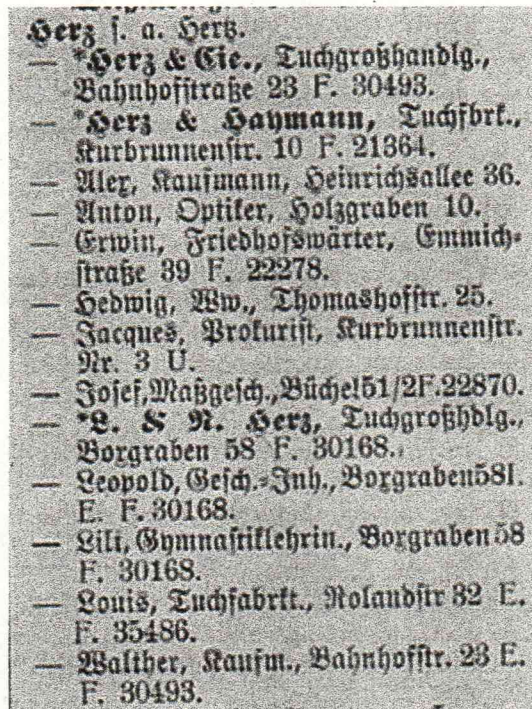 Herz s. a. Hertz.
— *Herz & Cie., Tuchgroßhandlg.,
Bahnhofstraße 23 F. 30493.
— *Herz & Haymann, Tuchfbrk.,
Kurbrunnenstr. 10 F. 21364.
— Alex, Kaufmann, Heinrichsallee 36.
— Anton, Optiker, Holzgraben 10.
— Erwin, Friedhofswärter, Emmich-
straße 39 F. 22278.
— Hedwig, Ww., Thomashofstr. 25.
— Jacques, Prokurist, Kurbrunnenstr.
Nr. 3 U.
— Josef, Maßgesch., Büchel 51/2 F. 22870.
— *L. & N. Herz, Tuchgroßhdlg.,
Borgraben 58 F. 30168.
— Leopold, Gesch.-Inh., Borgraben 58 I.
E. F. 30168.
— Lili, Gymnastiklehrin., Borgraben 58
F. 30168.
— Louis, Tuchfabrkt., Rolandstr 32 E.
F. 35486.
— Walther, Kaufm., Bahnhofstr. 23 E.
F. 30493.